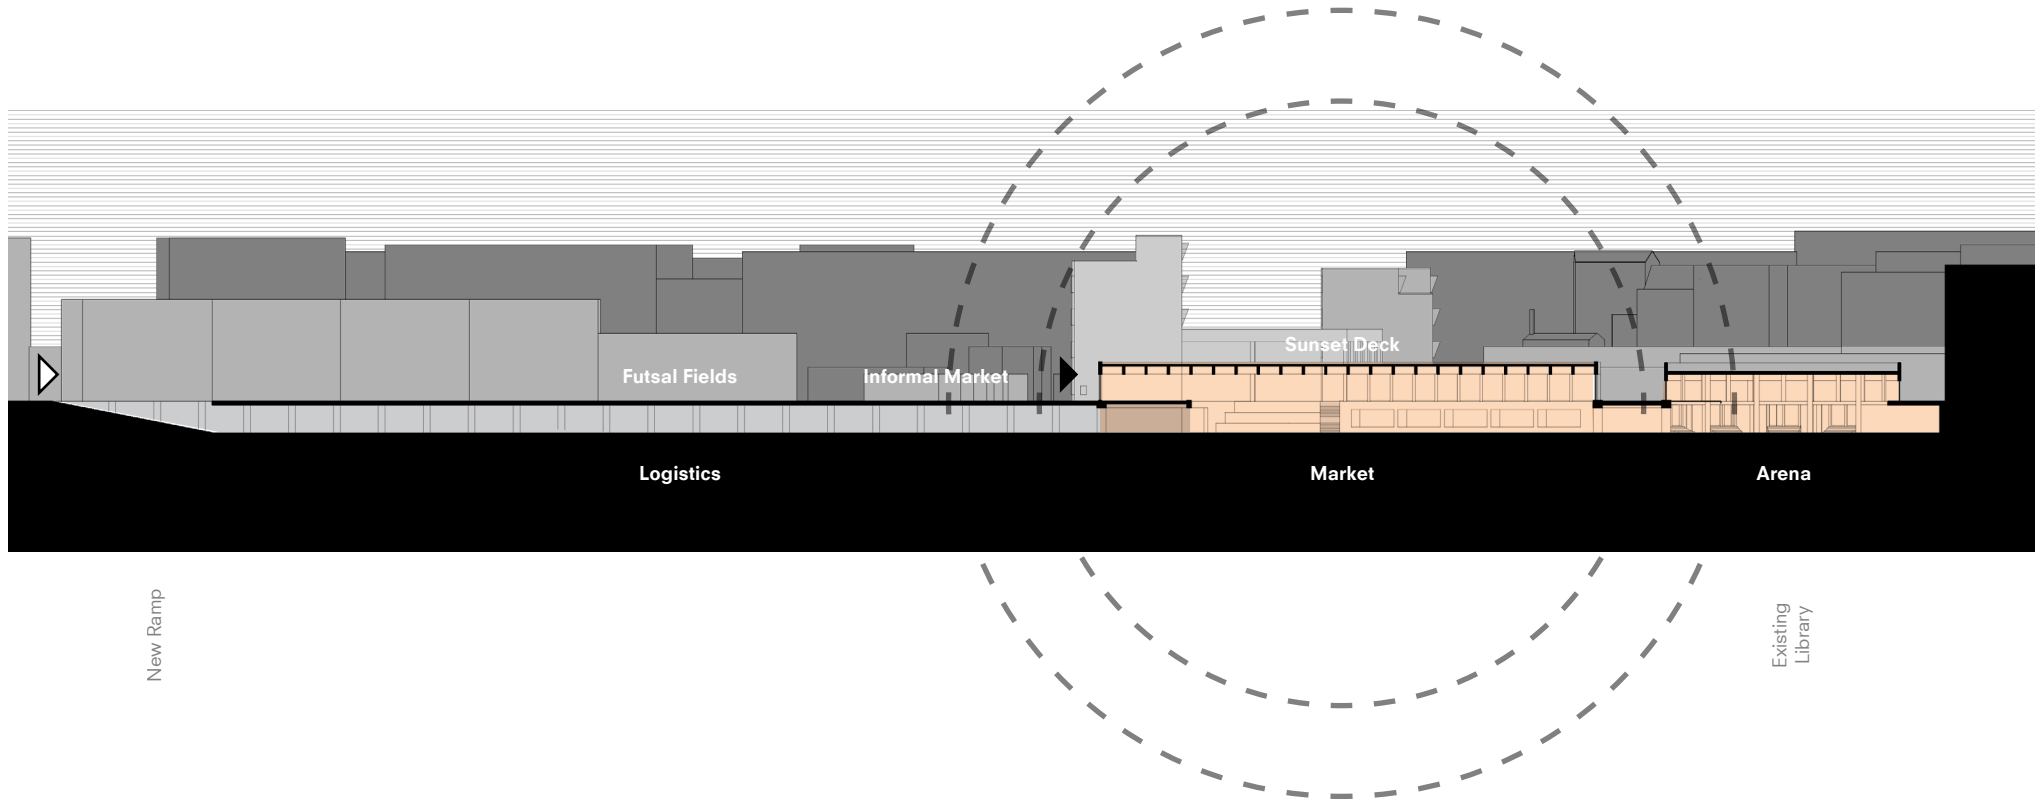 Sunset Deck
Futsal Fields
Informal Market
Logistics
Market
Arena
New Ramp
Existing
Library